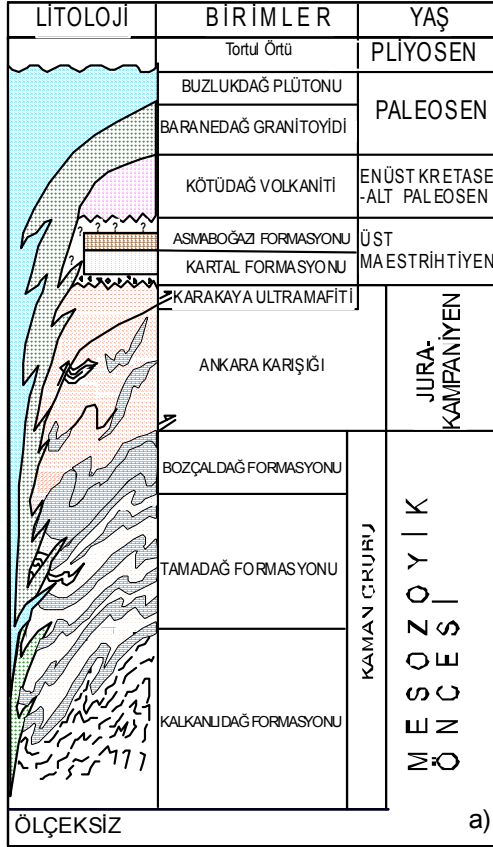 LİTOLOJİ BİRİMLER YAŞ
Tortul Örtü PLİYOSEN
BUZLUKDAĞ PLÜTONU
BARANEDAĞ GRANİTOYİDİ
PALEOSEN
KÖTÜDAĞ VOLKANİTİ
ENÜST KRETASE
-ALT PALEOSEN
? ? ? ?
?
?
ASMABOĞAZI FORMASYONU
KARTAL FORMASYONU
ÜST
MAESTRİHTİYEN
KARAKAYA ULTRAMAFİTİ
ANKARA KARIŞIĞI
JURA-
KAMPANİYEN
BOZÇALDAĞ FORMASYONU
TAMADAĞ FORMASYONU
KALKANLIDAĞ FORMASYONU
KAMAN GRUBU
MESOZOYİK
ÖNCESİ
ÖLÇEKSİZ
a)